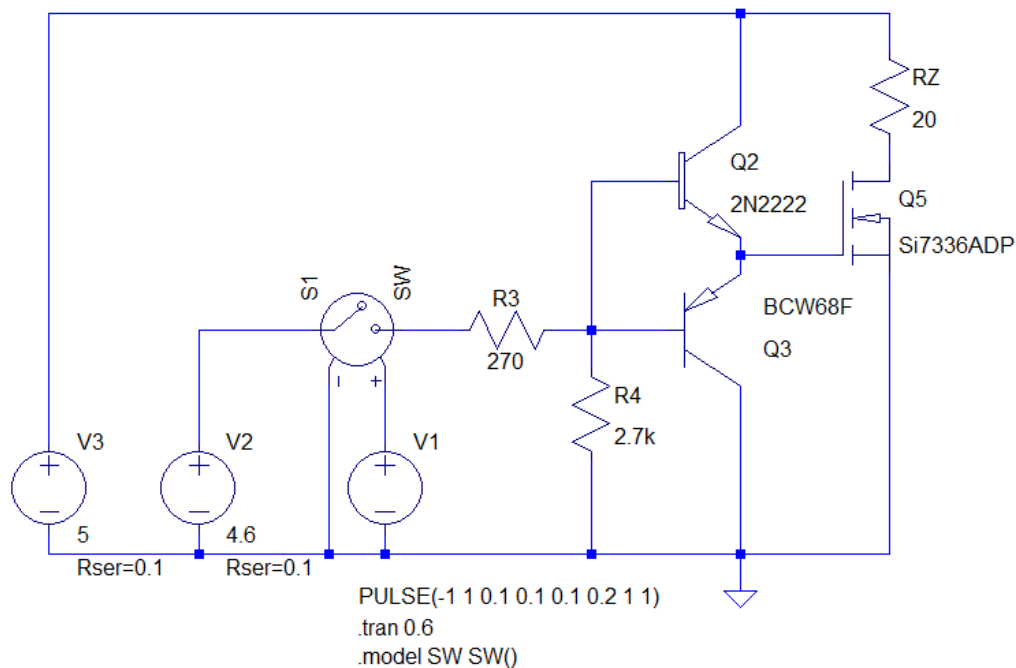 RZ
20
Q2
2N2222
Q5
Si7336ADP
S1
SW
R3
270
BCW68F
Q3
R4
2.7k
V3
V2
V1
5
Rser=0.1
4.6
Rser=0.1
PULSE(-1 1 0.1 0.1 0.1 0.2 1 1)
.tran 0.6
.model SW SW()